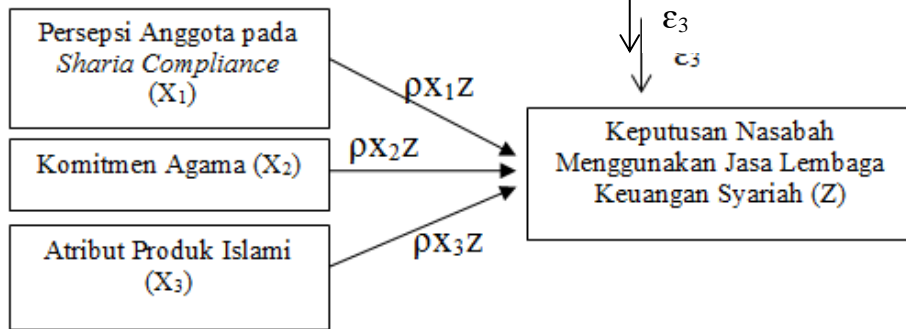 Persepsi Anggota pada
Sharia Compliance
(X₁)
Komitmen Agama (X₂)
Atribut Produk Islami
(X₃)
ρx₁z
ρx₂z
ρx₃z
ε₃
ε₃
Keputusan Nasabah
Menggunakan Jasa Lembaga
Keuangan Syariah (Z)